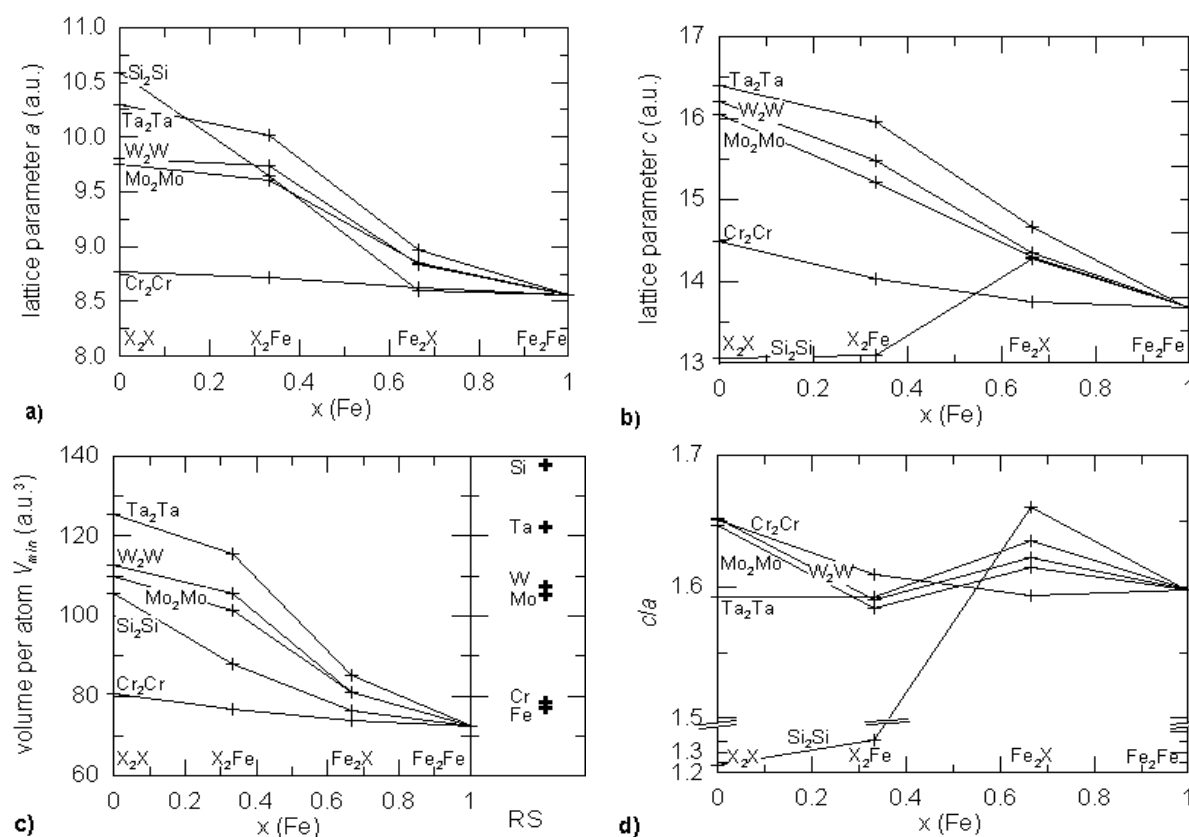 11.0
10.5
10.0
9.5
9.0
8.5
8.0
lattice parameter a (a.u.)
Si₂Si
Ta₂Ta
W₂W
Mo₂Mo
Cr₂Cr
X₂X X₂Fe Fe₂X Fe₂Fe
0 0.2 0.4 0.6 0.8 1
x (Fe)
a)
17
16
15
14
13
lattice parameter c (a.u.)
Ta₂Ta
W₂W
Mo₂Mo
Cr₂Cr
X₂X Si₂Si X₂Fe Fe₂X Fe₂Fe
0 0.2 0.4 0.6 0.8 1
x (Fe)
b)
140
120
100
80
60
volume per atom Vmin (a.u.³)
Ta₂Ta
W₂W
Mo₂Mo
Si₂Si
Cr₂Cr
X₂X X₂Fe Fe₂X Fe₂Fe
0 0.2 0.4 0.6 0.8 1
x (Fe)
Si
Ta
W
Mo
Cr
Fe
RS
c)
1.7
1.6
1.5
1.3
1.2
c/a
Cr₂Cr
Mo₂Mo W₂W
Ta₂Ta
Si₂Si
X₂X X₂Fe Fe₂X Fe₂Fe
0 0.2 0.4 0.6 0.8 1
x (Fe)
d)